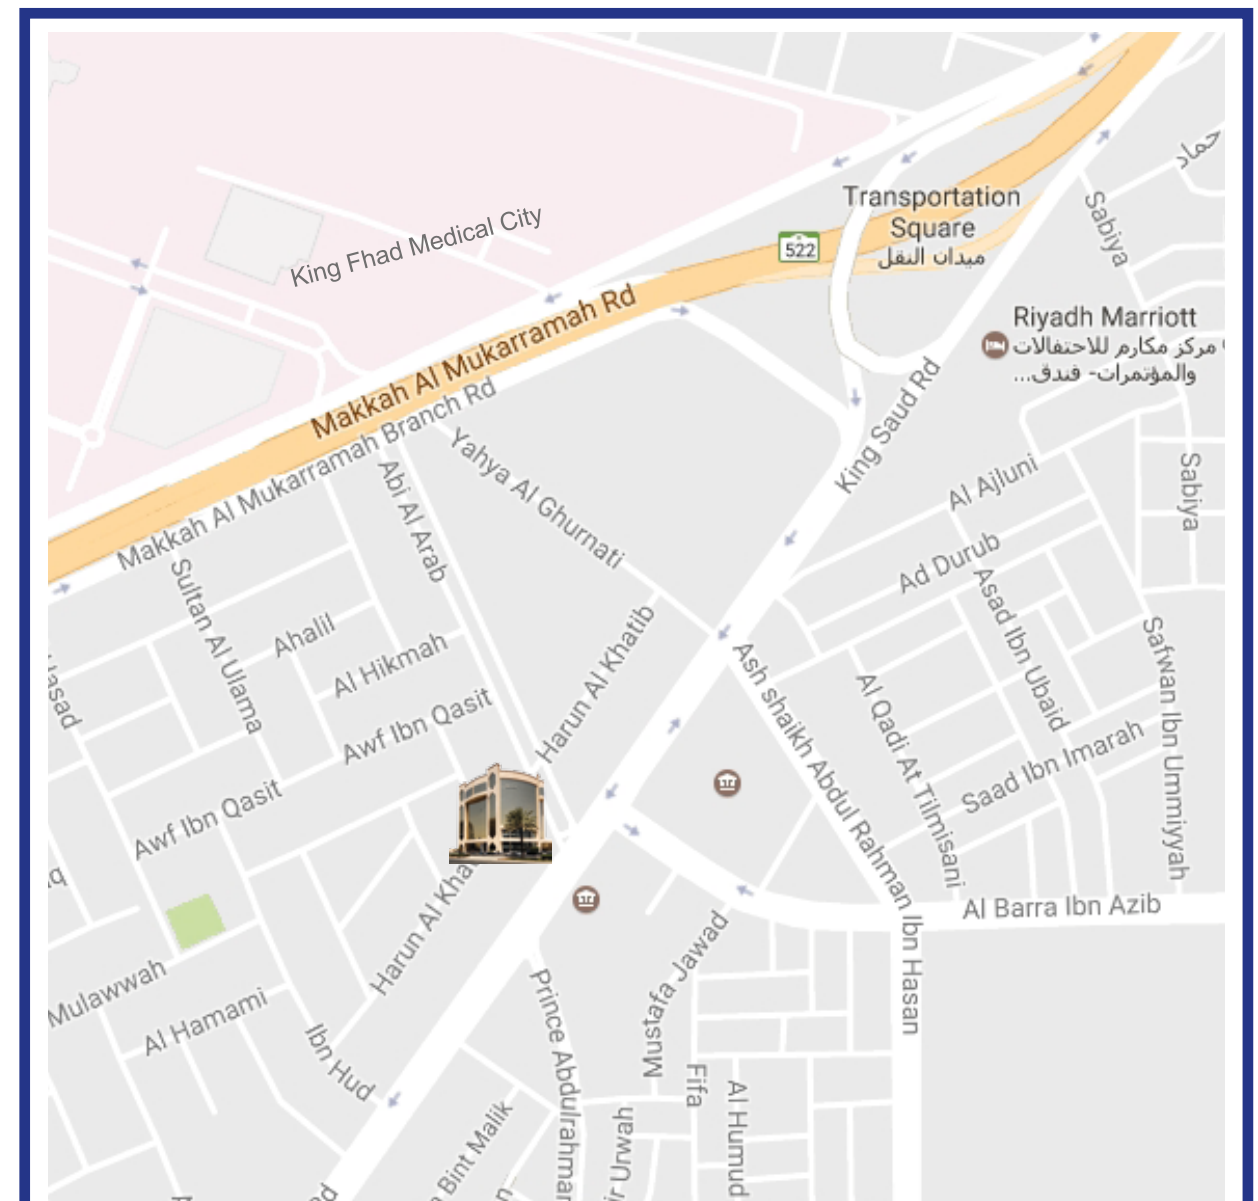 حماد
Transportation
Square
ميدان النقل
Sabiya
King Fhad Medical City
522
Makkah Al Mukarramah Rd
Riyadh Marriott
مركز مكارم للاحتفالات
والمؤتمرات- فندق...
Makkah Al Mukarramah Branch Rd
King Saud Rd
Yahya Al Ghurnati
Abi Al Arab
Al Ajluni
Sabiya
Ad Durub
Sultan Al Ulama
Asad Ibn Ubaid
Ahalil
Harun Al Khatib
Al Hikmah
Safwan Ibn Ummiyyah
Ash shaikh Abdul Rahman Ibn Hasan
Al Qadi At Tilmisani
Awf Ibn Qasit
Saad Ibn Imarah
Awf Ibn Qasit
Harun Al Kha
Al Barra Ibn Azib
Mustafa Jawad
Mulawwah
Al Hamami
Ibn Hud
Prince Abdulrahman
Fifa
Al Humud
Bint Malik
Urwah